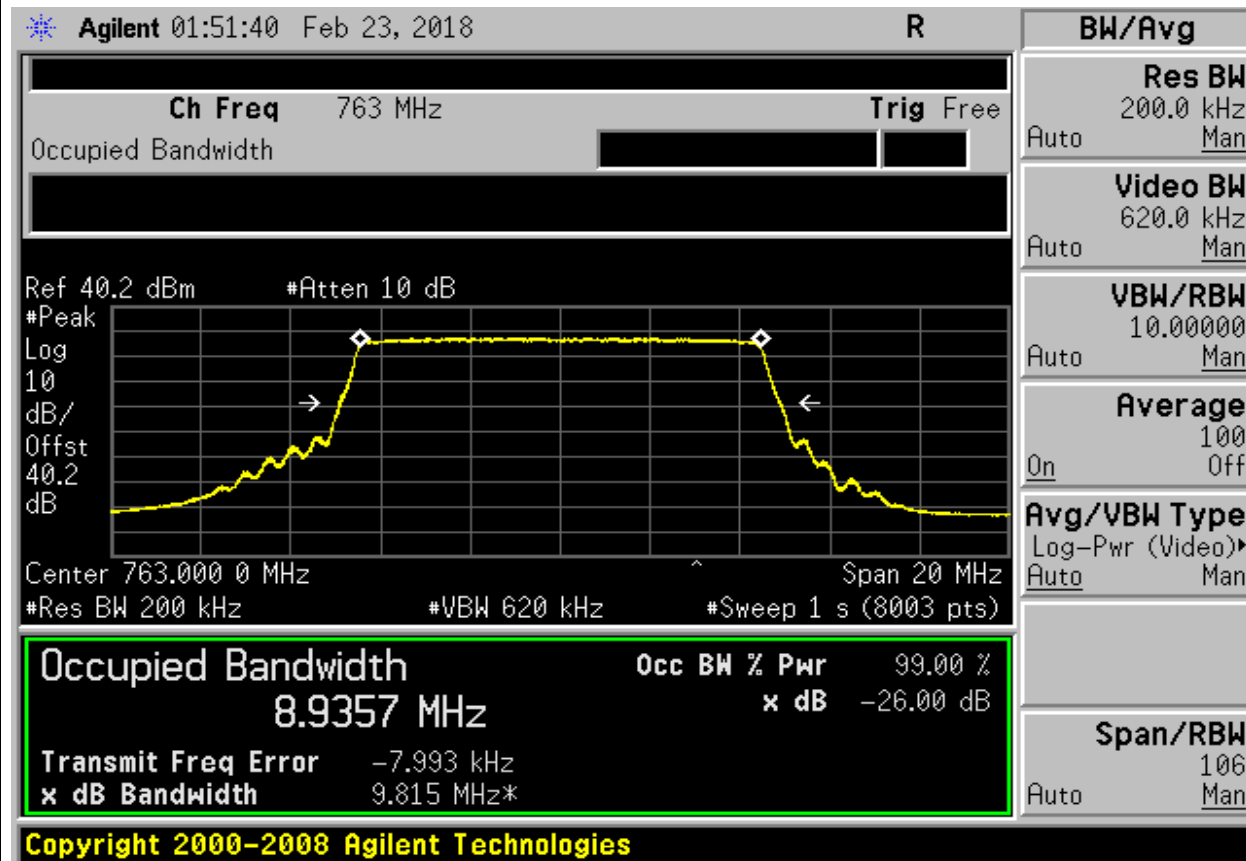 Agilent 01:51:40 Feb 23, 2018 R
Ch Freq 763 MHz Trig Free
Occupied Bandwidth
Ref 40.2 dBm #Atten 10 dB
#Peak
Log
10
dB/
Offst
40.2
dB
Center 763.000 0 MHz Span 20 MHz
#Res BW 200 kHz #VBW 620 kHz #Sweep 1 s (8003 pts)
Occupied Bandwidth
8.9357 MHz
Occ BW % Pwr 99.00 %
x dB -26.00 dB
Transmit Freq Error -7.993 kHz
x dB Bandwidth 9.815 MHz*
Copyright 2000-2008 Agilent Technologies
BW/Avg
Res BW
200.0 kHz
Auto Man
Video BW
620.0 kHz
Auto Man
VBW/RBW
10.00000
Auto Man
Average
100
On Off
Avg/VBW Type
Log-Pwr (Video)▸
Auto Man
Span/RBW
106
Auto Man